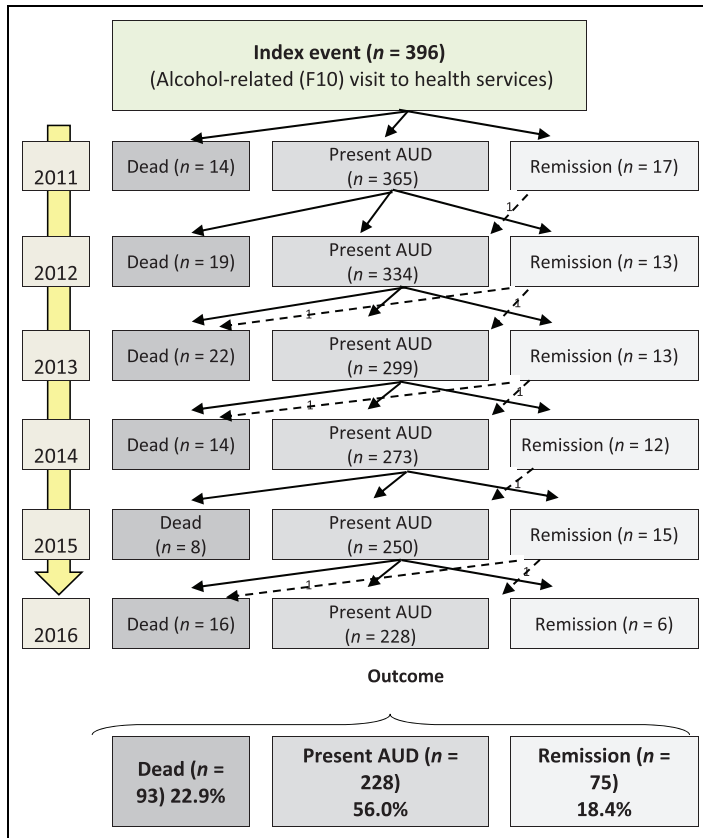 Index event (n = 396)
(Alcohol-related (F10) visit to health services)
2011
Dead (n = 14)
Present AUD
(n = 365)
Remission (n = 17)
1
2012
Dead (n = 19)
Present AUD
(n = 334)
Remission (n = 13)
1
1
2013
Dead (n = 22)
Present AUD
(n = 299)
Remission (n = 13)
1
1
2014
Dead (n = 14)
Present AUD
(n = 273)
Remission (n = 12)
1
2015
Dead
(n = 8)
Present AUD
(n = 250)
Remission (n = 15)
1
1
2016
Dead (n = 16)
Present AUD
(n = 228)
Remission (n = 6)
Outcome
Dead (n =
93) 22.9%
Present AUD (n =
228)
56.0%
Remission (n =
75)
18.4%